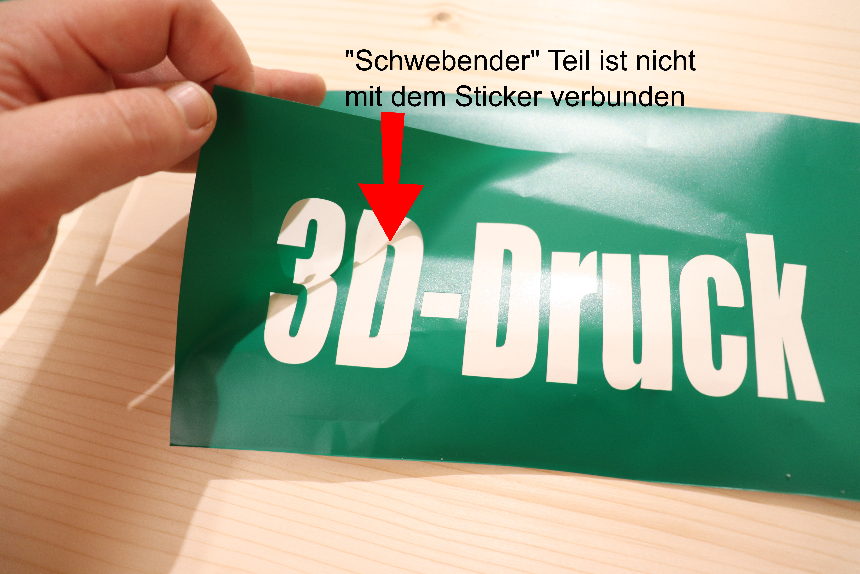 "Schwebender" Teil ist nicht
mit dem Sticker verbunden
3D-Druck